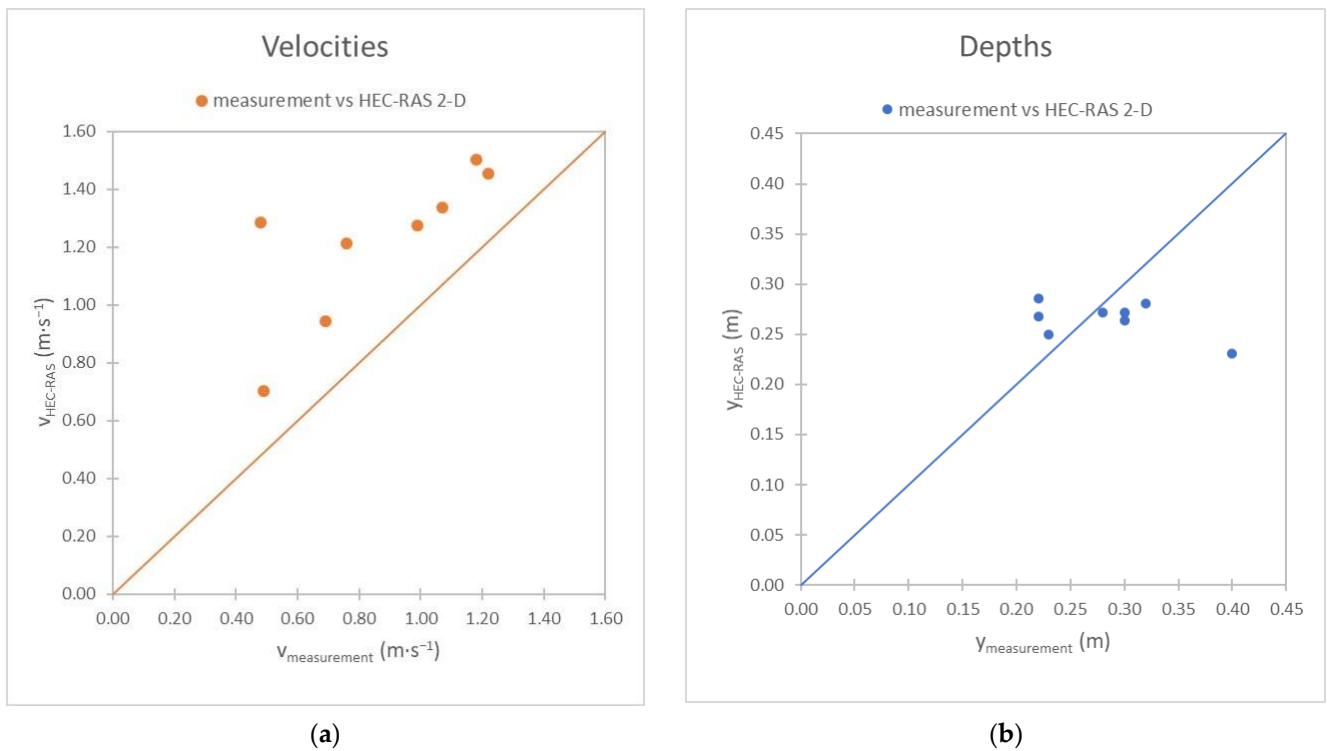 Velocities
measurement vs HEC-RAS 2-D
1.60
1.40
1.20
1.00
0.80
0.60
0.40
0.20
0.00
0.00 0.20 0.40 0.60 0.80 1.00 1.20 1.40 1.60
v_HEC-RAS (m·s⁻¹)
v_measurement (m·s⁻¹)
(a)
Depths
measurement vs HEC-RAS 2-D
0.45
0.40
0.35
0.30
0.25
0.20
0.15
0.10
0.05
0.00
0.00 0.05 0.10 0.15 0.20 0.25 0.30 0.35 0.40 0.45
y_HEC-RAS (m)
y_measurement (m)
(b)